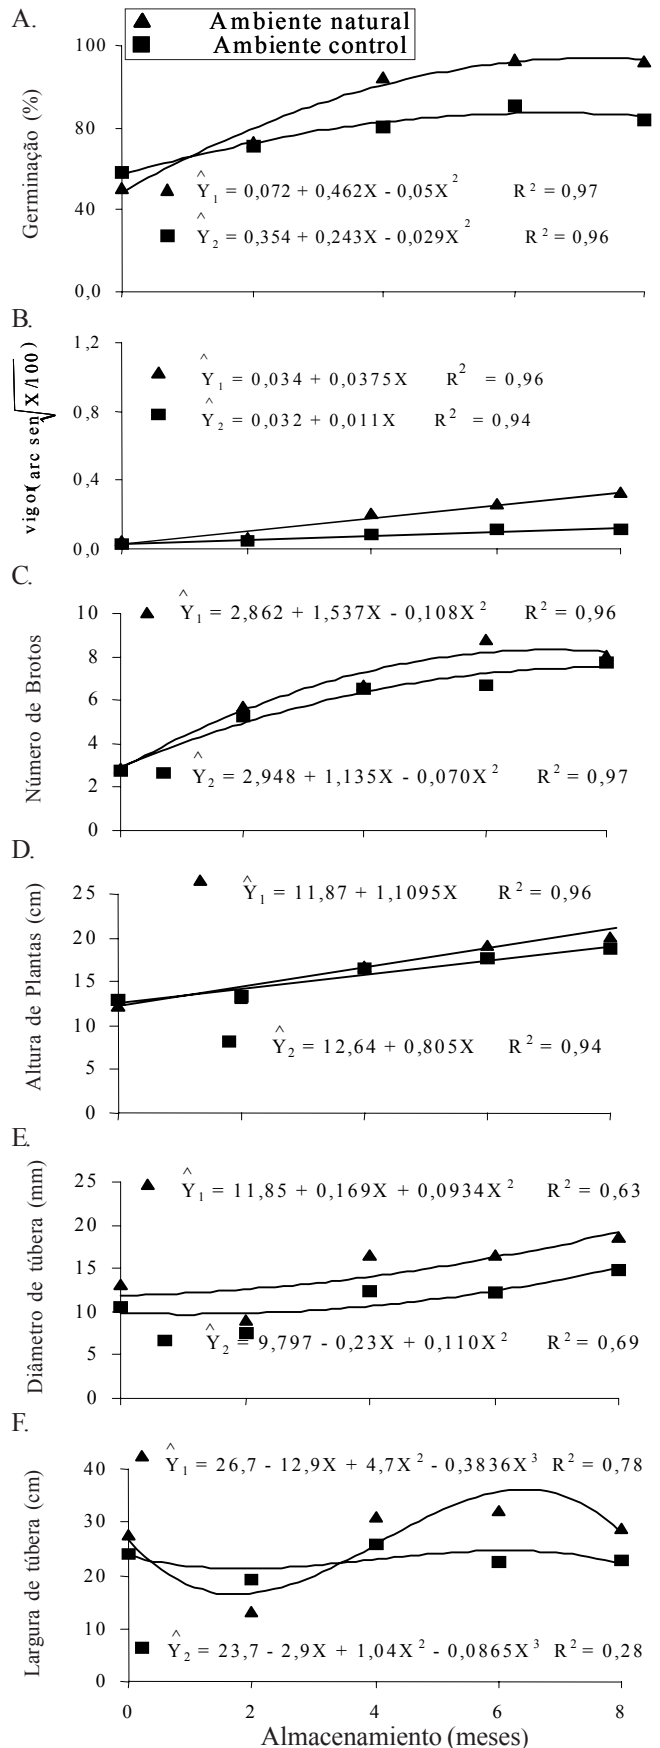 A.
Ambiente natural
Ambiente control
Germinação (%)
100
80
40
0,0
Ŷ₁ = 0,072 + 0,462X - 0,05X² R² = 0,97
Ŷ₂ = 0,354 + 0,243X - 0,029X² R² = 0,96
B.
vigor(arc sen√X/100)
1,2
0,8
0,4
0,0
Ŷ₁ = 0,034 + 0,0375X R² = 0,96
Ŷ₂ = 0,032 + 0,011X R² = 0,94
C.
Número de Brotos
10
8
6
4
2
0
Ŷ₁ = 2,862 + 1,537X - 0,108X² R² = 0,96
Ŷ₂ = 2,948 + 1,135X - 0,070X² R² = 0,97
D.
Altura de Plantas (cm)
25
20
15
10
5
0
Ŷ₁ = 11,87 + 1,1095X R² = 0,96
Ŷ₂ = 12,64 + 0,805X R² = 0,94
E.
Diâmetro de túbera (mm)
25
20
15
10
5
0
Ŷ₁ = 11,85 + 0,169X + 0,0934X² R² = 0,63
Ŷ₂ = 9,797 - 0,23X + 0,110X² R² = 0,69
F.
Largura de túbera (cm)
40
30
20
10
0
Ŷ₁ = 26,7 - 12,9X + 4,7X² - 0,3836X³ R² = 0,78
Ŷ₂ = 23,7 - 2,9X + 1,04X² - 0,0865X³ R² = 0,28
0 2 4 6 8
Almacenamiento (meses)